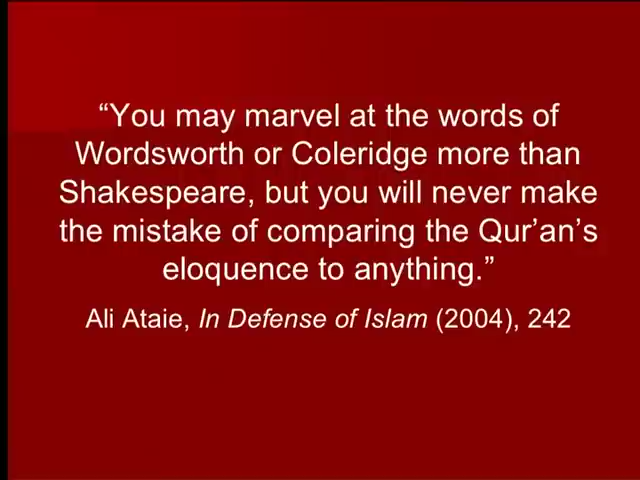 “You may marvel at the words of
Wordsworth or Coleridge more than
Shakespeare, but you will never make
the mistake of comparing the Qur’an’s
eloquence to anything.”
Ali Ataie, In Defense of Islam (2004), 242